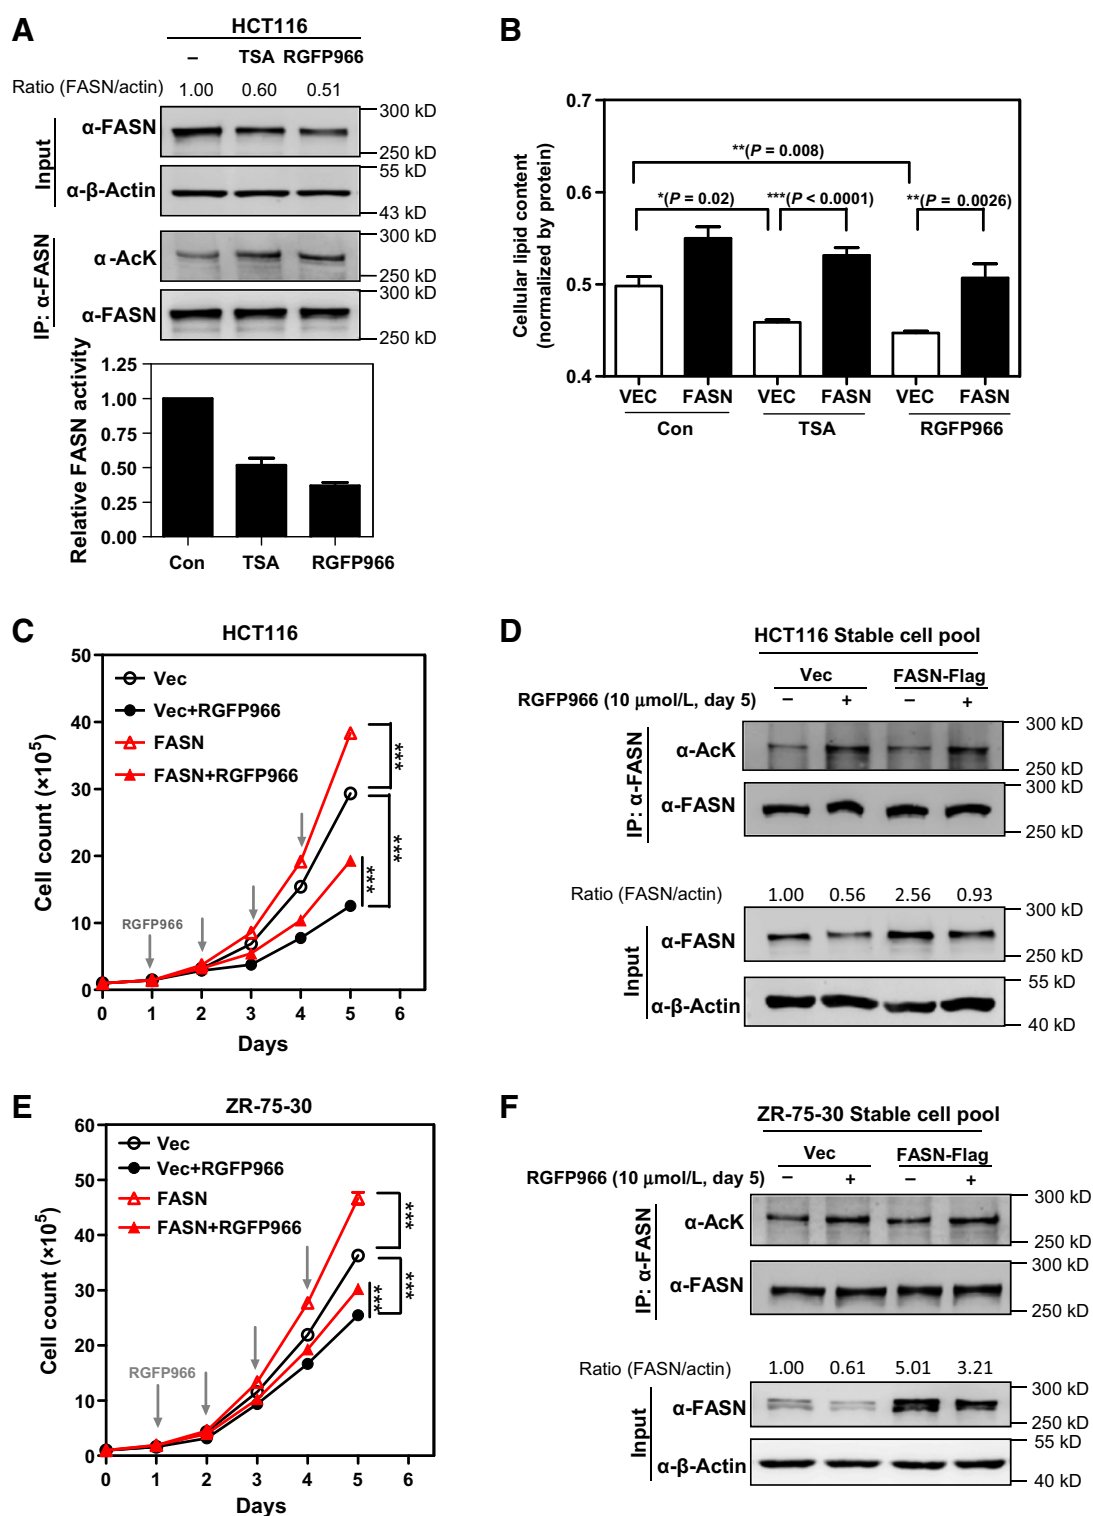 A
HCT116
– TSA RGFP966
Ratio (FASN/actin) 1.00 0.60 0.51
Input
α-FASN
300 kD
250 kD
α-β-Actin
55 kD
43 kD
IP: α-FASN
α-AcK
300 kD
250 kD
α-FASN
300 kD
250 kD
Relative FASN activity
1.25
1.00
0.75
0.50
0.25
0.00
Con TSA RGFP966
B
Cellular lipid content
(normalized by protein)
0.7
0.6
0.5
0.4
**(P = 0.008)
*(P = 0.02) ***(P < 0.0001) **(P = 0.0026)
VEC FASN VEC FASN VEC FASN
Con TSA RGFP966
C
HCT116
Cell count (×10⁵)
50
40
30
20
10
0
Vec
Vec+RGFP966
FASN
FASN+RGFP966
RGFP966
***
***
***
0 1 2 3 4 5 6
Days
D
HCT116 Stable cell pool
Vec FASN-Flag
RGFP966 (10 μmol/L, day 5) – + – +
IP: α-FASN
α-AcK
300 kD
250 kD
α-FASN
300 kD
250 kD
Ratio (FASN/actin) 1.00 0.56 2.56 0.93
Input
α-FASN
300 kD
250 kD
α-β-Actin
55 kD
40 kD
E
ZR-75-30
Cell count (×10⁵)
60
50
40
30
20
10
0
Vec
Vec+RGFP966
FASN
FASN+RGFP966
RGFP966
***
***
***
0 1 2 3 4 5 6
Days
F
ZR-75-30 Stable cell pool
Vec FASN-Flag
RGFP966 (10 μmol/L, day 5) – + – +
IP: α-FASN
α-AcK
300 kD
250 kD
α-FASN
300 kD
250 kD
Ratio (FASN/actin) 1.00 0.61 5.01 3.21
Input
α-FASN
300 kD
250 kD
α-β-Actin
55 kD
40 kD